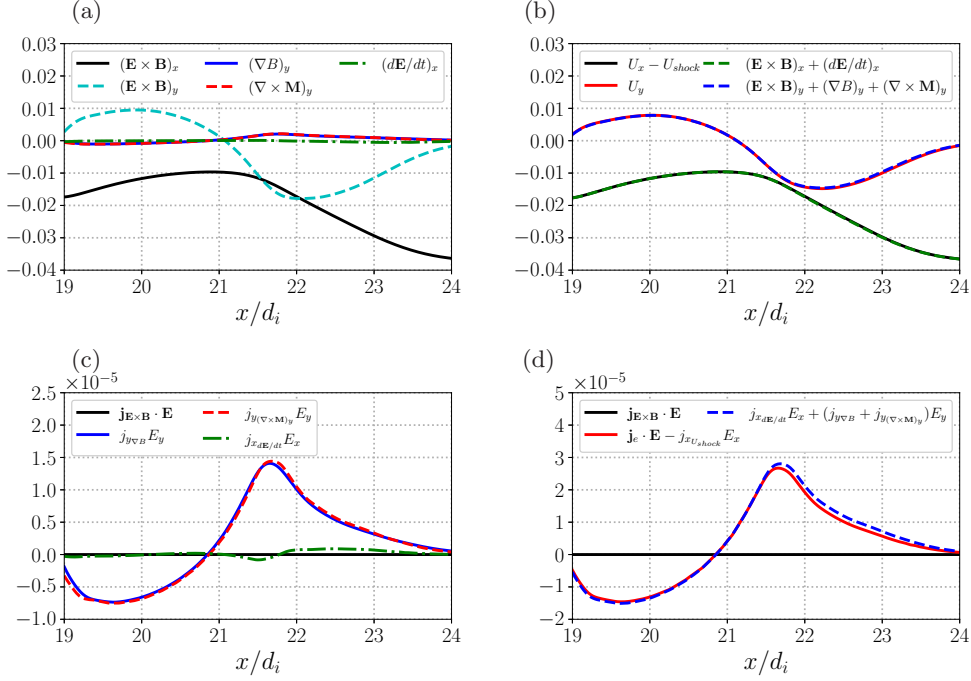 (a)
(b)
0.03
0.02
0.01
0.00
−0.01
−0.02
−0.03
−0.04
(E × B)x
(E × B)y
(∇B)y
(∇ × M)y
(dE/dt)x
19
20
21
22
23
24
x/di
0.03
0.02
0.01
0.00
−0.01
−0.02
−0.03
−0.04
Ux − Ushock
Uy
(E × B)x + (dE/dt)x
(E × B)y + (∇B)y + (∇ × M)y
19
20
21
22
23
24
x/di
(c)
(d)
×10−5
2.5
2.0
1.5
1.0
0.5
0.0
−0.5
−1.0
jE×B · E
jy∇B Ey
jy(∇×M)y Ey
jxdE/dt Ex
19
20
21
22
23
24
x/di
×10−5
5
4
3
2
1
0
−1
−2
jE×B · E
je · E − jxUshock Ex
jxdE/dt Ex + (jy∇B + jy(∇×M)y)Ey
19
20
21
22
23
24
x/di